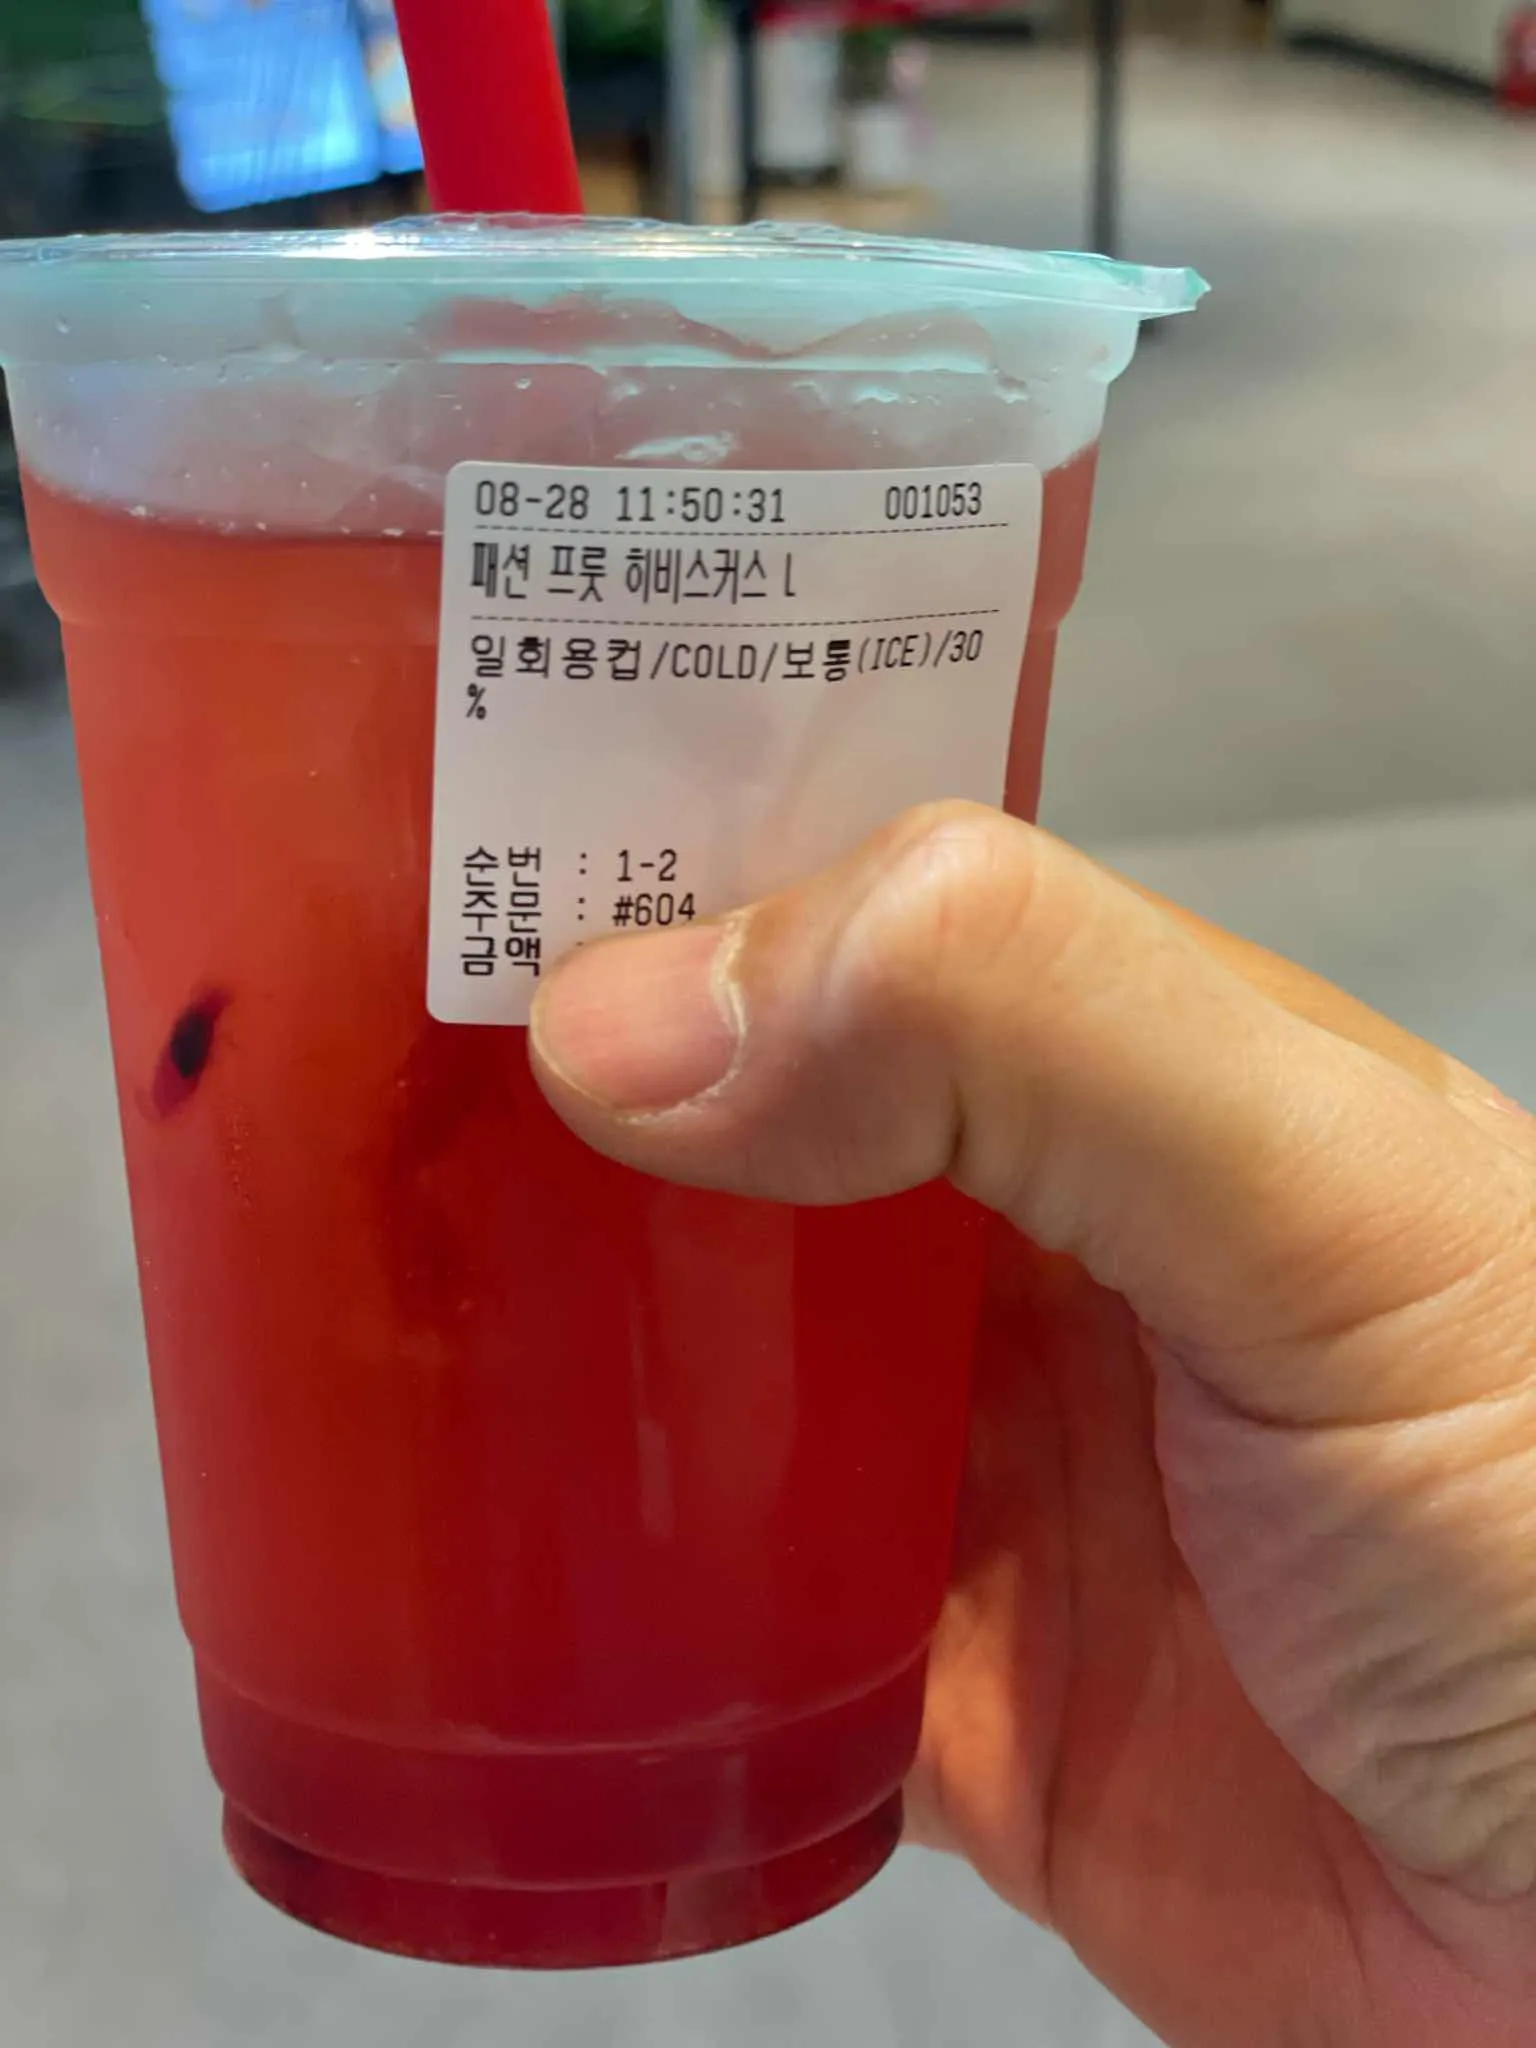 08-28 11:50:31 001053
패션 프룻 히비스커스 L
일회용컵/COLD/보통(ICE)/30
%
순번 : 1-2
주문 : #604
금액